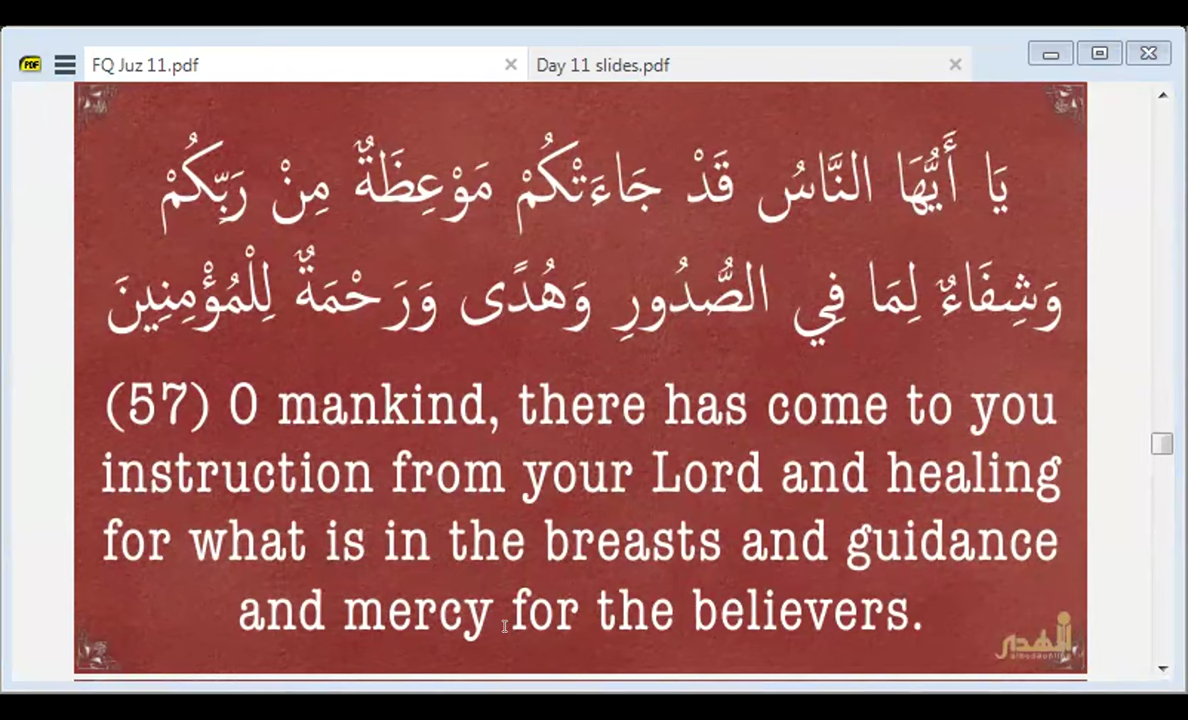 FQ Juz 11.pdf
Day 11 slides.pdf
يَا أَيُّهَا النَّاسُ قَدْ جَاءَتْكُمْ مَوْعِظَةٌ مِنْ رَبِّكُمْ
وَشِفَاءٌ لِمَا فِي الصُّدُورِ وَهُدًى وَرَحْمَةٌ لِلْمُؤْمِنِينَ
(57) O mankind, there has come to you
instruction from your Lord and healing
for what is in the breasts and guidance
and mercy for the believers.
الهدى